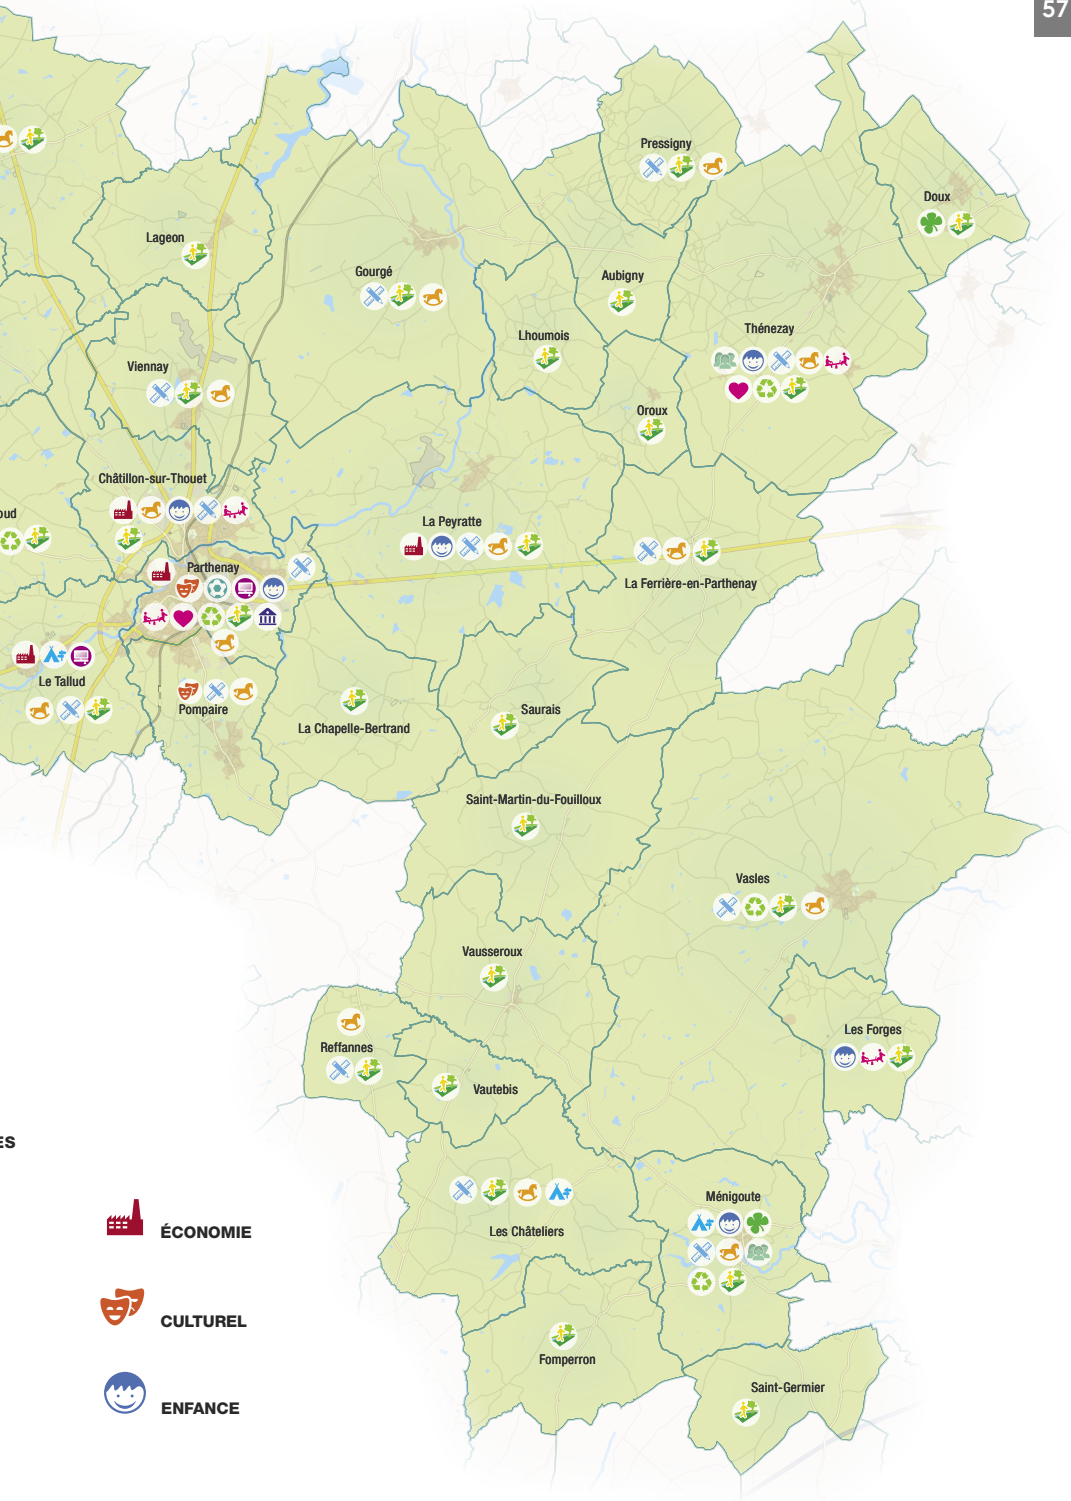 57
Pressigny
Doux
Lageon
Gourgé
Aubigny
Thénezay
Lhoumois
Viennay
Oroux
Châtillon-sur-Thouet
oud
La Peyratte
Parthenay
La Ferrière-en-Parthenay
Le Tallud
Pompaire
La Chapelle-Bertrand
Saurais
Saint-Martin-du-Fouilloux
Vasles
Vausseroux
Les Forges
Reffannes
Vautebis
ES
Ménigoute
Les Châteliers
ÉCONOMIE
CULTUREL
Fomperron
Saint-Germier
ENFANCE